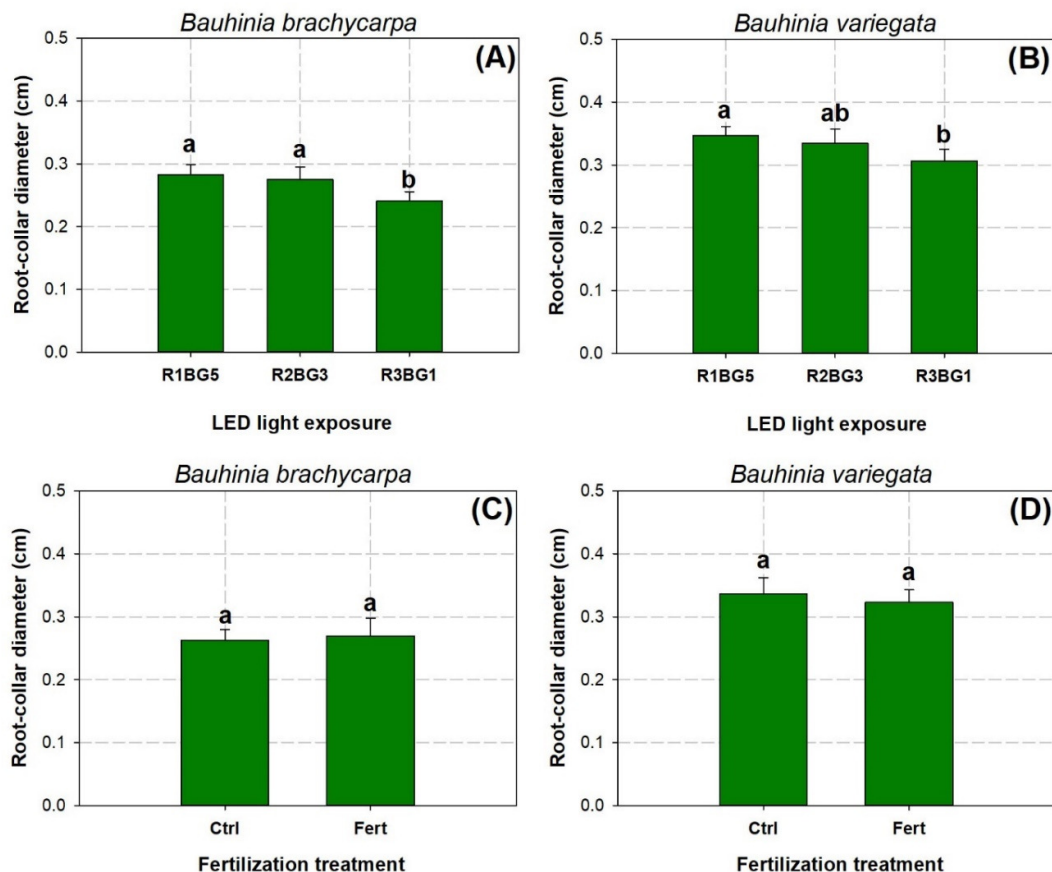 Bauhinia brachycarpa
(A)
Root-collar diameter (cm)
0.5
0.4
0.3
0.2
0.1
0.0
a
a
b
R1BG5 R2BG3 R3BG1
LED light exposure
Bauhinia variegata
(B)
Root-collar diameter (cm)
0.5
0.4
0.3
0.2
0.1
0.0
a
ab
b
R1BG5 R2BG3 R3BG1
LED light exposure
Bauhinia brachycarpa
(C)
Root-collar diameter (cm)
0.5
0.4
0.3
0.2
0.1
0.0
a
a
Ctrl Fert
Fertilization treatment
Bauhinia variegata
(D)
Root-collar diameter (cm)
0.5
0.4
0.3
0.2
0.1
0.0
a
a
Ctrl Fert
Fertilization treatment